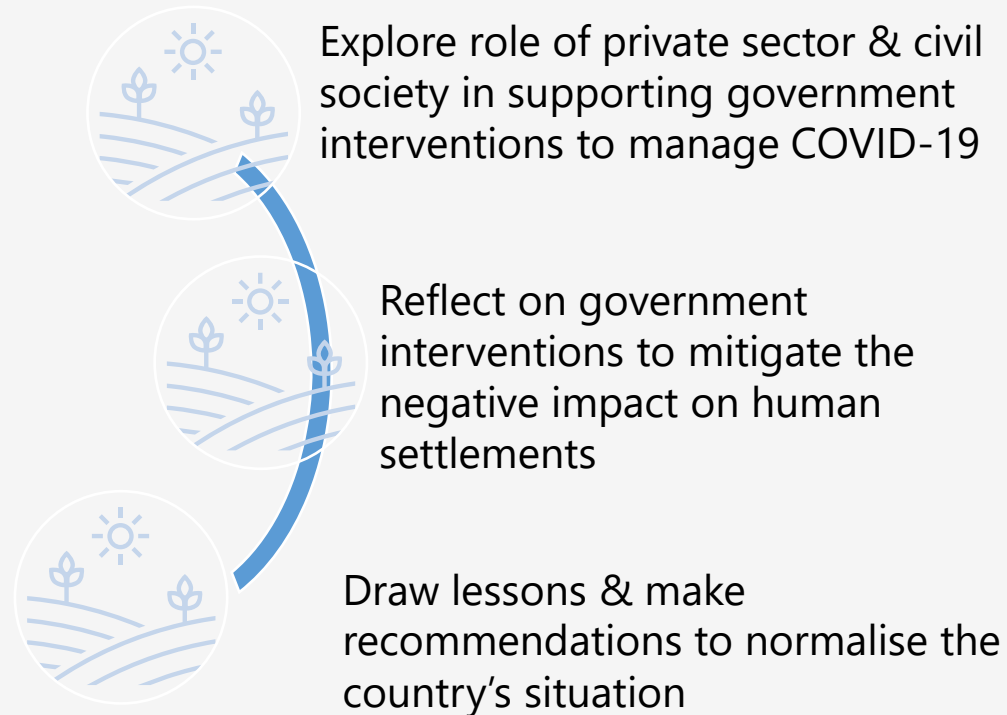 Explore role of private sector & civil
society in supporting government
interventions to manage COVID-19
Reflect on government
interventions to mitigate the
negative impact on human
settlements
Draw lessons & make
recommendations to normalise the
country’s situation